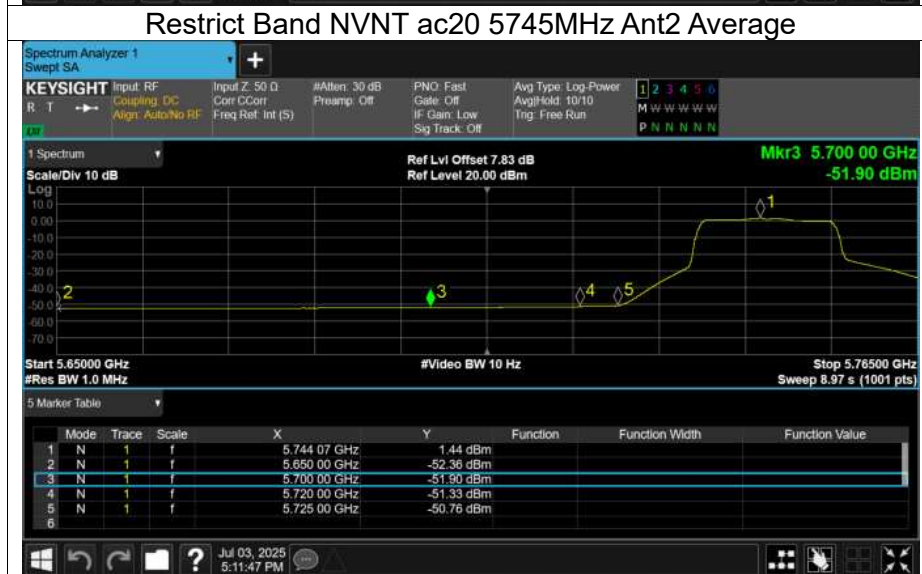 Restrict Band NVNT ac20 5745MHz Ant2 Average
Spectrum Analyzer 1
Swept SA
+
KEYSIGHT Input: RF Input Z: 50 Ω #Atten: 30 dB PNO: Fast Avg Type: Log-Power 1 2 3 4 5 6
R T Coupling: DC Corr CCorr Preamp: Off Gate: Off Avg|Hold: 10/10 M W W W W W
Align: Auto/No RF Freq Ref: Int (S) IF Gain: Low Trig: Free Run
Sig Track: Off P N N N N N
1 Spectrum Ref Lvl Offset 7.83 dB Mkr3 5.700 00 GHz
Scale/Div 10 dB Ref Level 20.00 dBm -51.90 dBm
Log
10.0
0.00
-10.0
-20.0
-30.0
-40.0
-50.0
-60.0
-70.0
1
2
3
4
5
Start 5.65000 GHz #Video BW 10 Hz Stop 5.76500 GHz
#Res BW 1.0 MHz Sweep 8.97 s (1001 pts)
5 Marker Table
Mode Trace Scale X Y Function Function Width Function Value
1 N 1 f 5.744 07 GHz 1.44 dBm
2 N 1 f 5.650 00 GHz -52.36 dBm
3 N 1 f 5.700 00 GHz -51.90 dBm
4 N 1 f 5.720 00 GHz -51.33 dBm
5 N 1 f 5.725 00 GHz -50.76 dBm
6
? Jul 03, 2025
5:11:47 PM